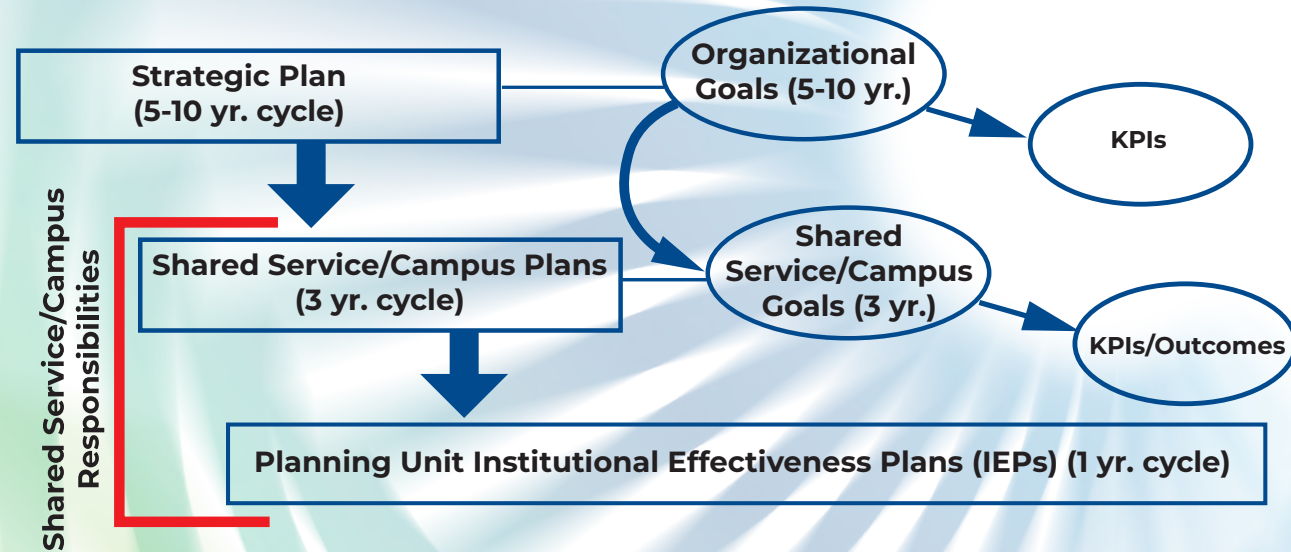 Strategic Plan
(5-10 yr. cycle)
Organizational
Goals (5-10 yr.)
KPIs
Shared Service/Campus
Responsibilities
Shared Service/Campus Plans
(3 yr. cycle)
Shared
Service/Campus
Goals (3 yr.)
KPIs/Outcomes
Planning Unit Institutional Effectiveness Plans (IEPs) (1 yr. cycle)